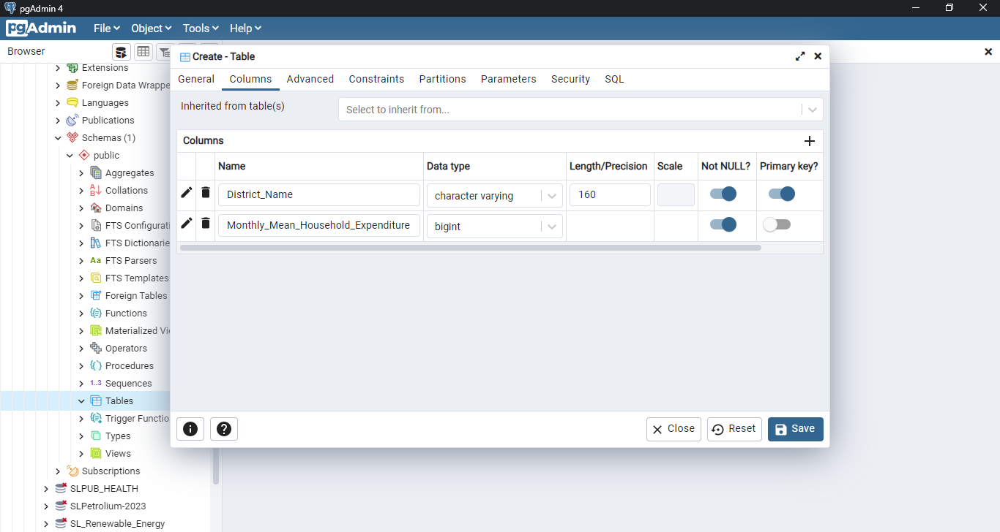 pgAdmin 4
pgAdmin File Object Tools Help
Browser
Extensions
Foreign Data Wrappe
Languages
Publications
Schemas (1)
public
Aggregates
Collations
Domains
FTS Configurati
FTS Dictionarie
Aa FTS Parsers
FTS Templates
Foreign Tables
Functions
Materialized Vi
Operators
Procedures
1..3 Sequences
Tables
Trigger Functio
Types
Views
Subscriptions
SLPUB_HEALTH
SLPetrolium-2023
SL_Renewable_Energy
Create - Table
General Columns Advanced Constraints Partitions Parameters Security SQL
Inherited from table(s) Select to inherit from...
Columns
Name Data type Length/Precision Scale Not NULL? Primary key?
District_Name character varying 160
Monthly_Mean_Household_Expenditure bigint
Close Reset Save